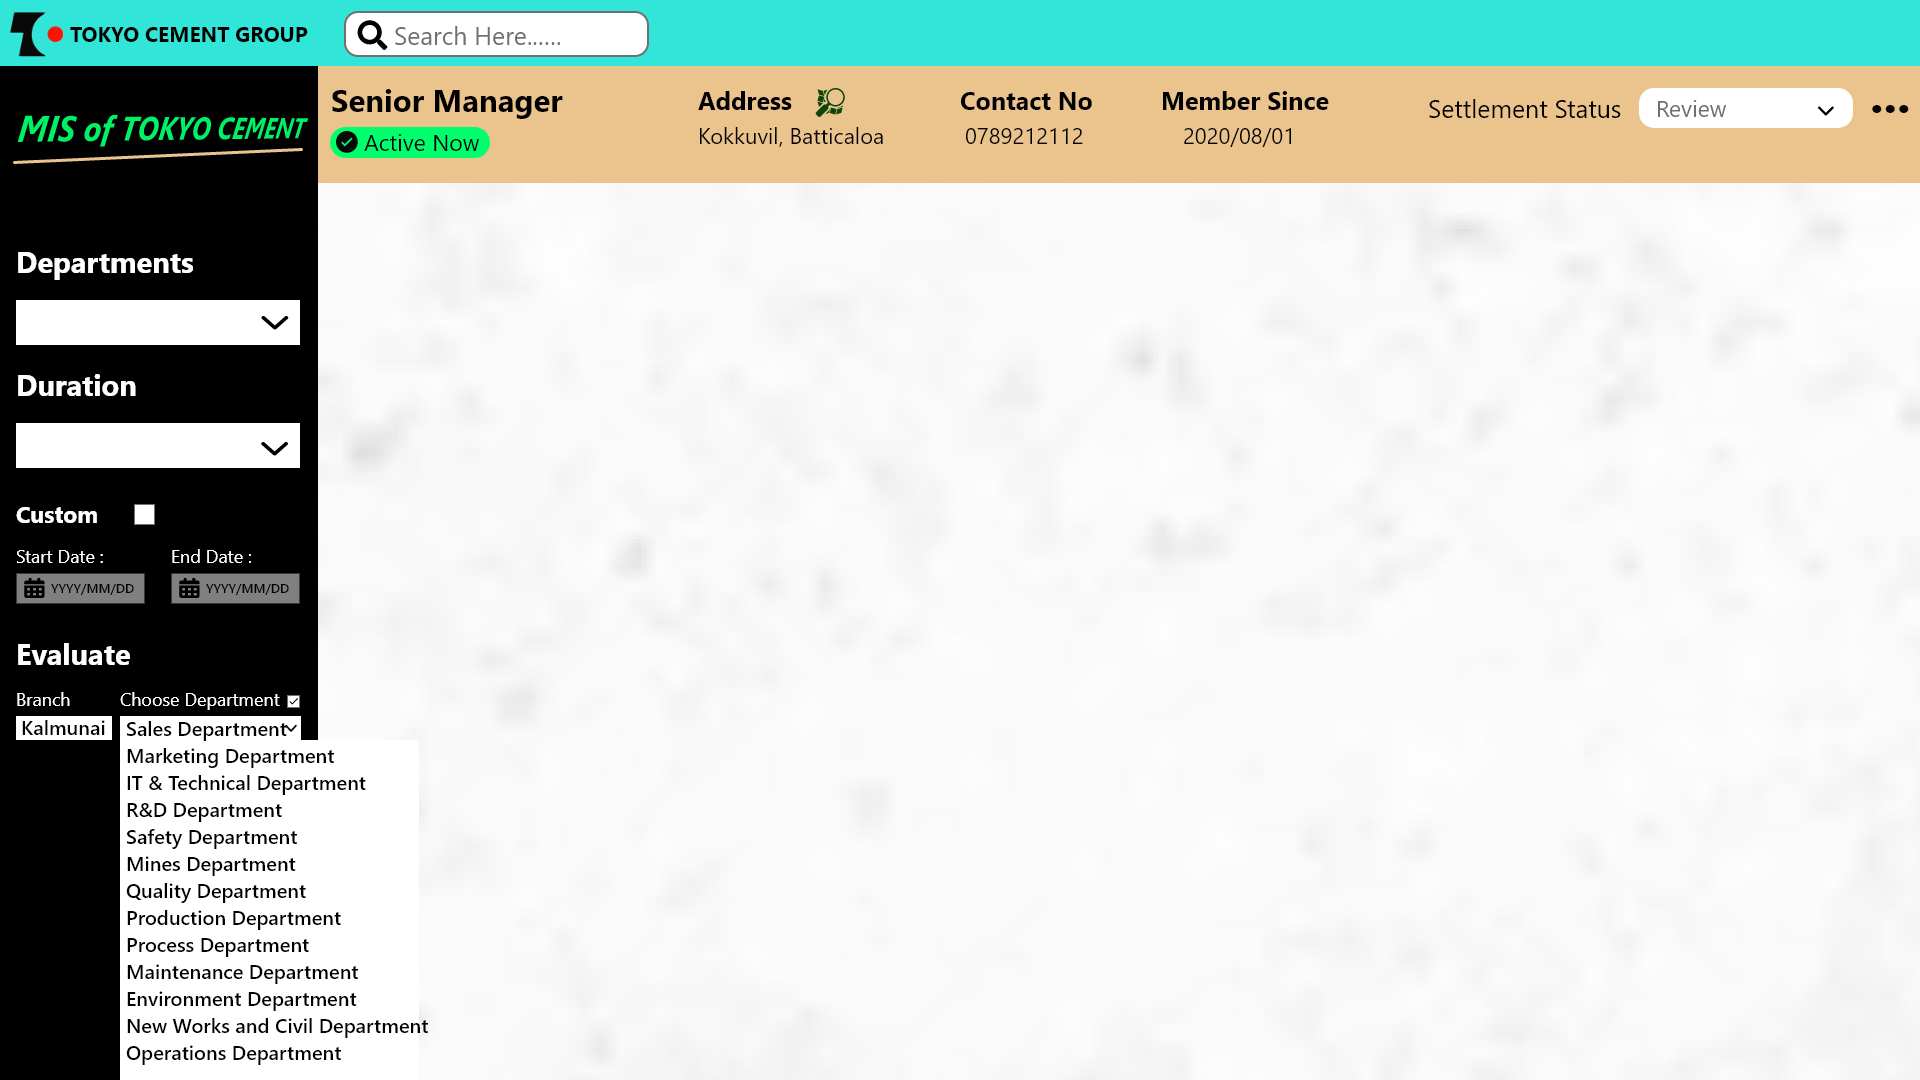 TOKYO CEMENT GROUP
Search Here......
MIS of TOKYO CEMENT
Senior Manager
Active Now
Address
Kokkuvil, Batticaloa
Contact No
0789212112
Member Since
2020/08/01
Settlement Status
Review
Departments
Duration
Custom
Start Date :
End Date :
YYYY/MM/DD
YYYY/MM/DD
Evaluate
Branch
Choose Department
Kalmunai
Sales Department
Marketing Department
IT & Technical Department
R&D Department
Safety Department
Mines Department
Quality Department
Production Department
Process Department
Maintenance Department
Environment Department
New Works and Civil Department
Operations Department